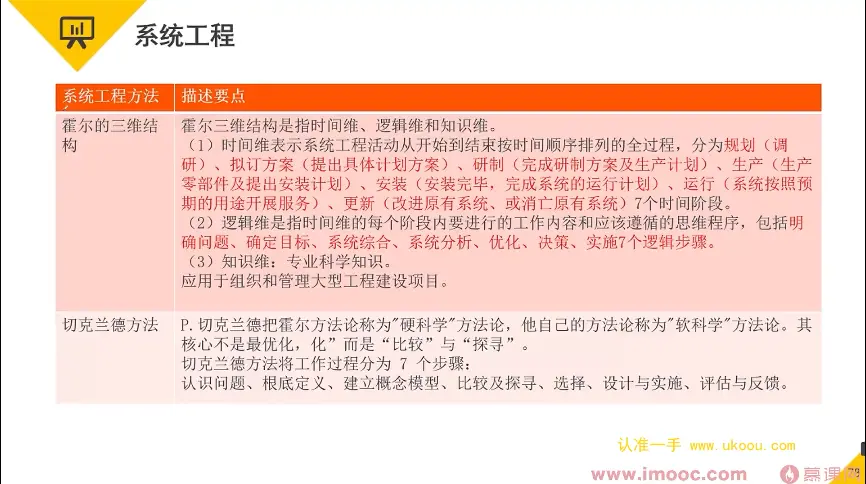 系统工程
系统工程方法 描述要点
霍尔的三维结 霍尔三维结构是指时间维、逻辑维和知识维。
构 （1）时间维表示系统工程活动从开始到结束按时间顺序排列的全过程，分为规划（调
研）、拟订方案（提出具体计划方案）、研制（完成研制方案及生产计划）、生产（生产
零部件及提出安装计划）、安装（安装完毕，完成系统的运行计划）、运行（系统按照预
期的用途开展服务）、更新（改进原有系统、或消亡原有系统）7个时间阶段。
（2）逻辑维是指时间维的每个阶段内要进行的工作内容和应该遵循的思维程序，包括明
确问题、确定目标、系统综合、系统分析、优化、决策、实施7个逻辑步骤。
（3）知识维：专业科学知识。
应用于组织和管理大型工程建设项目。
切克兰德方法 P.切克兰德把霍尔方法论称为"硬科学"方法论，他自己的方法论称为"软科学"方法论。其
核心不是最优化，化”而是“比较”与“探寻”。
切克兰德方法将工作过程分为 7 个步骤：
认识问题、根底定义、建立概念模型、比较及探寻、选择、设计与实施、评估与反馈。
认准一手 www.ukoou.com
www.imooc.com 慕课